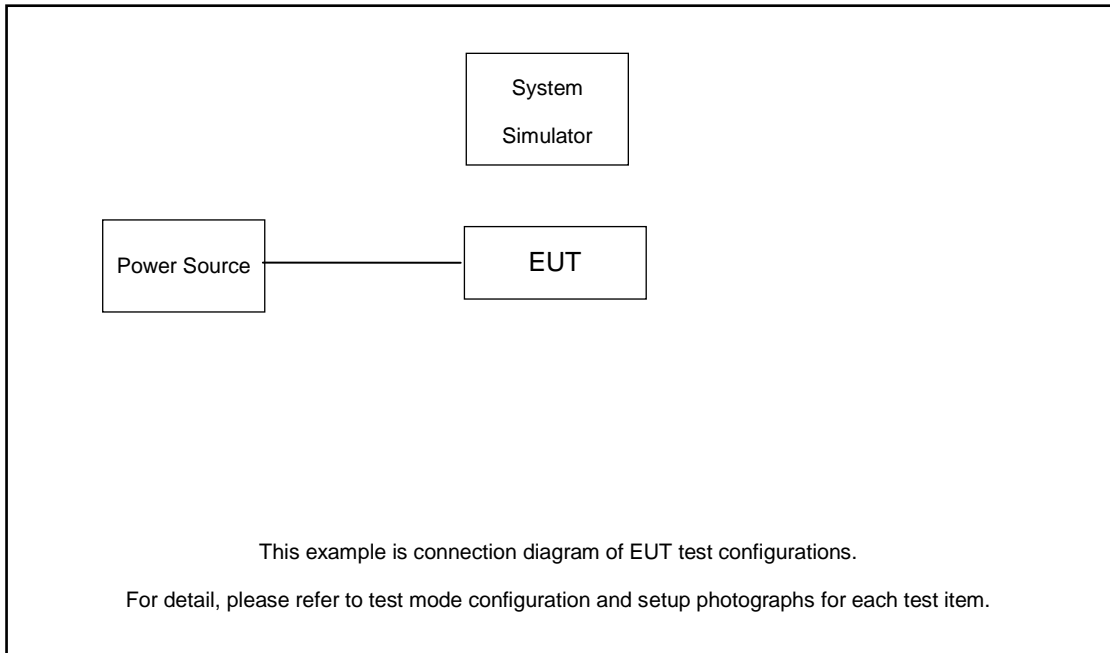 System
Simulator
Power Source
EUT
This example is connection diagram of EUT test configurations.
For detail, please refer to test mode configuration and setup photographs for each test item.